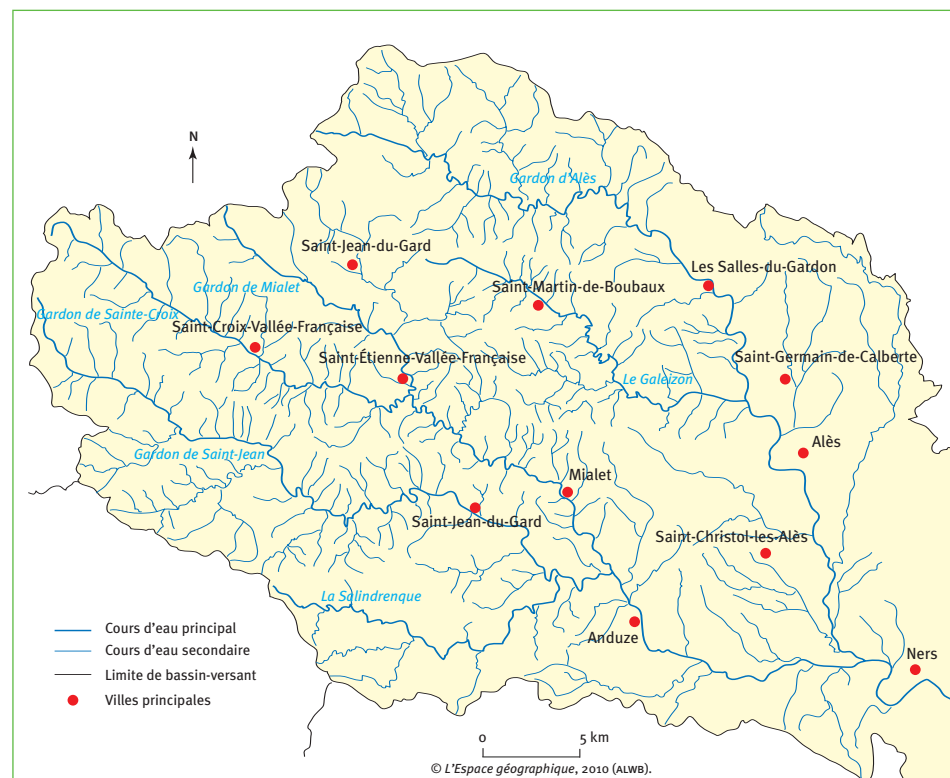 N
Gardon d'Alès
Saint-Jean-du-Gard
Les Salles-du-Gardon
Gardon de Mialet
Saint-Martin-de-Boubaux
Gardon de Sainte-Croix
Saint-Croix-Vallée-Française
Saint-Étienne-Vallée-Française
Saint-Germain-de-Calberte
Le Galeizon
Gardon de Saint-Jean
Alès
Mialet
Saint-Jean-du-Gard
Saint-Christol-les-Alès
La Salindrenque
Anduze
Ners
Cours d'eau principal
Cours d'eau secondaire
Limite de bassin-versant
Villes principales
0 5 km
© L'Espace géographique, 2010 (ALWB).